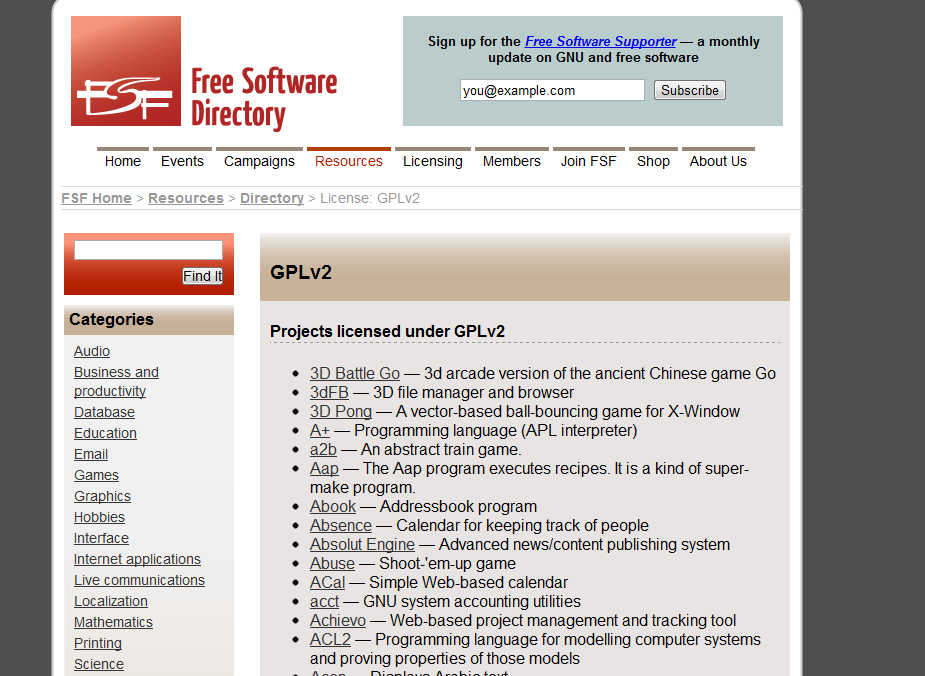 FSF
Free Software
Directory
Sign up for the Free Software Supporter — a monthly
update on GNU and free software
you@example.com Subscribe
Home Events Campaigns Resources Licensing Members Join FSF Shop About Us
FSF Home > Resources > Directory > License: GPLv2
Find It
Categories
Audio
Business and
productivity
Database
Education
Email
Games
Graphics
Hobbies
Interface
Internet applications
Live communications
Localization
Mathematics
Printing
Science
GPLv2
Projects licensed under GPLv2
3D Battle Go — 3d arcade version of the ancient Chinese game Go
3dFB — 3D file manager and browser
3D Pong — A vector-based ball-bouncing game for X-Window
A+ — Programming language (APL interpreter)
a2b — An abstract train game.
Aap — The Aap program executes recipes. It is a kind of super-
make program.
Abook — Addressbook program
Absence — Calendar for keeping track of people
Absolut Engine — Advanced news/content publishing system
Abuse — Shoot-'em-up game
ACal — Simple Web-based calendar
acct — GNU system accounting utilities
Achievo — Web-based project management and tracking tool
ACL2 — Programming language for modelling computer systems
and proving properties of those models
— Displays Arabic text